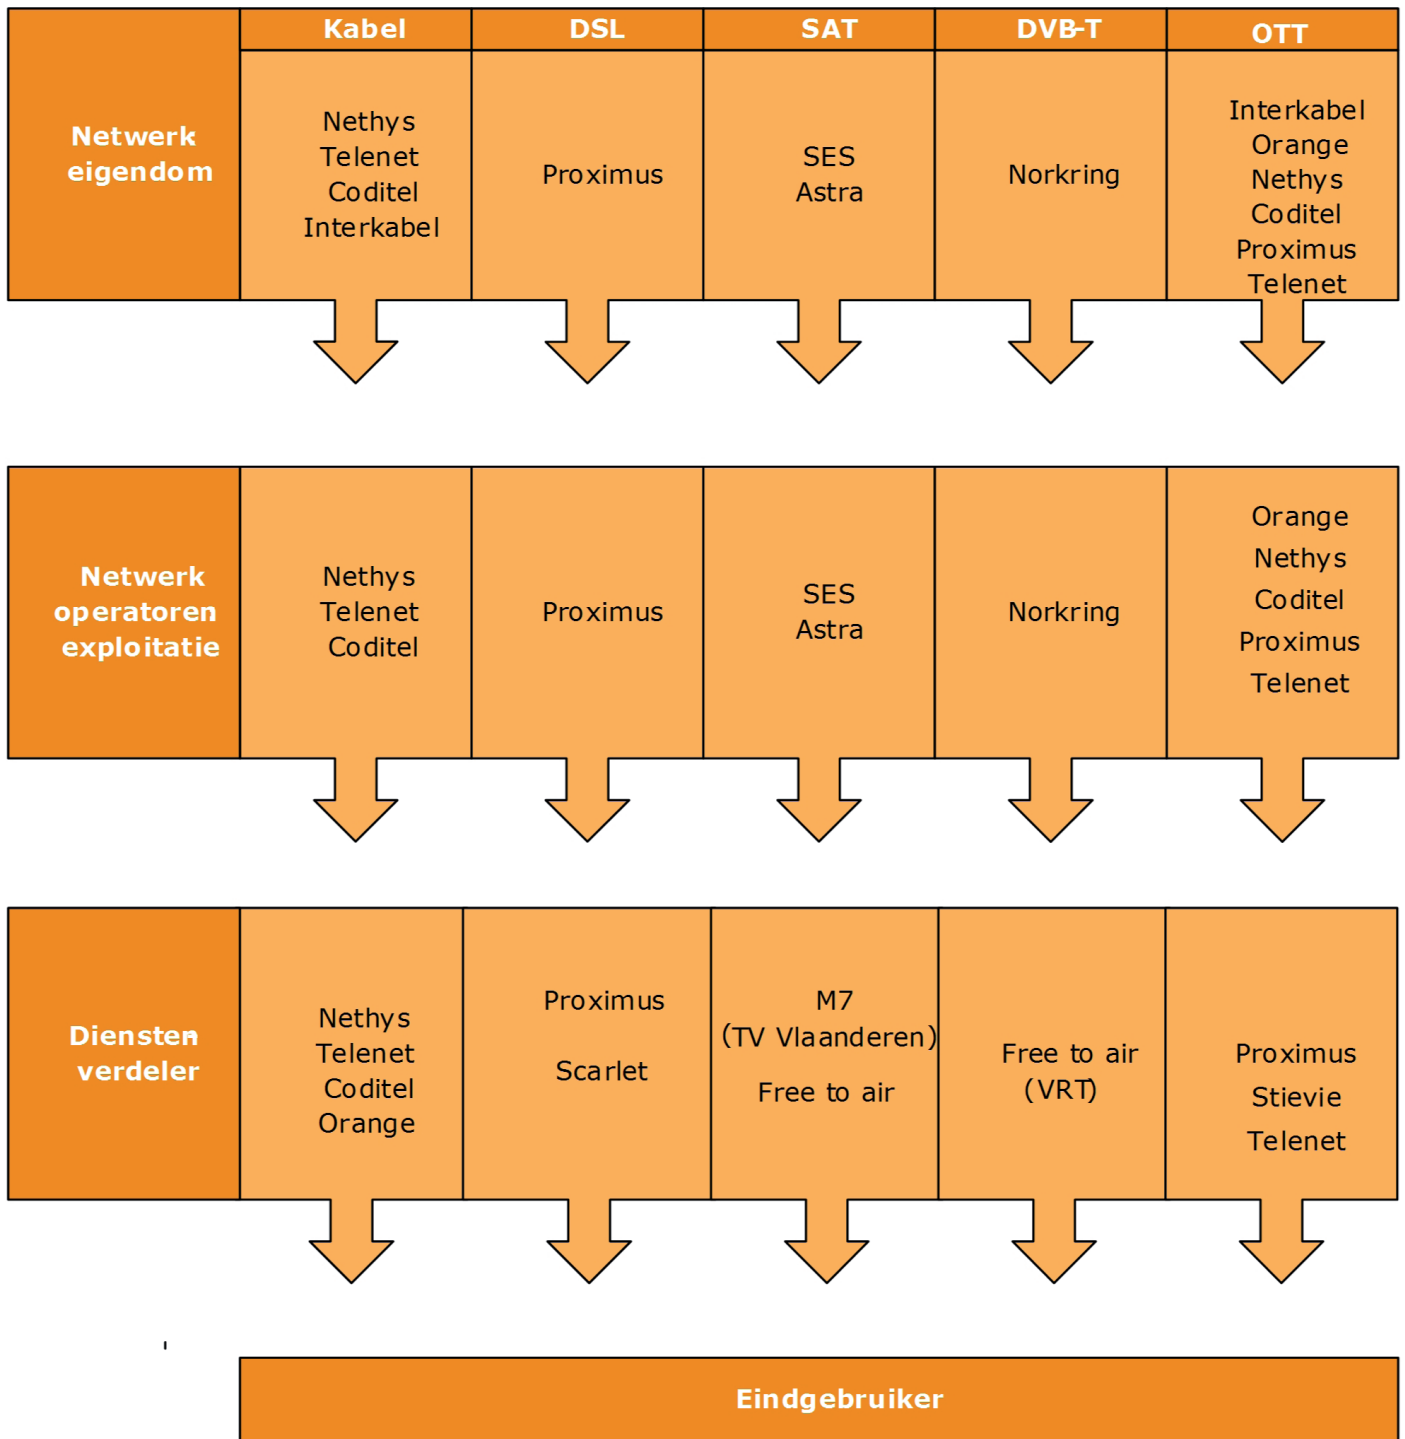 Kabel
DSL
SAT
DVB-T
OTT
Netwerk
eigendom
Nethys
Telenet
Coditel
Interkabel
Proximus
SES
Astra
Norkring
Interkabel
Orange
Nethys
Coditel
Proximus
Telenet
Netwerk
operatoren
exploitatie
Nethys
Telenet
Coditel
Proximus
SES
Astra
Norkring
Orange
Nethys
Coditel
Proximus
Telenet
Diensten-
verdeler
Nethys
Telenet
Coditel
Orange
Proximus
Scarlet
M7
(TV Vlaanderen)
Free to air
Free to air
(VRT)
Proximus
Stievie
Telenet
Eindgebruiker